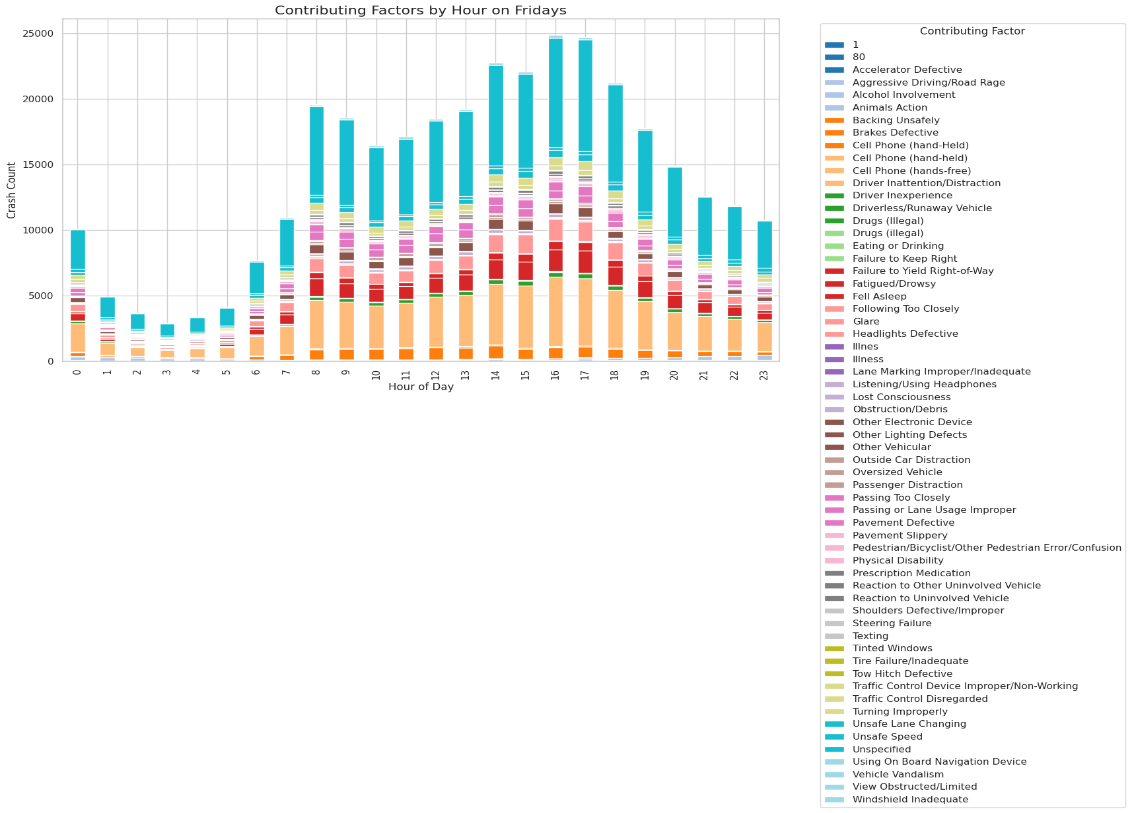 Contributing Factors by Hour on Fridays
25000
20000
15000
10000
5000
0
Crash Count
0 1 2 3 4 5 6 7 8 9 10 11 12 13 14 15 16 17 18 19 20 21 22 23
Hour of Day
Contributing Factor
1
80
Accelerator Defective
Aggressive Driving/Road Rage
Alcohol Involvement
Animals Action
Backing Unsafely
Brakes Defective
Cell Phone (hand-Held)
Cell Phone (hand-held)
Cell Phone (hands-free)
Driver Inattention/Distraction
Driver Inexperience
Driverless/Runaway Vehicle
Drugs (Illegal)
Drugs (illegal)
Eating or Drinking
Failure to Keep Right
Failure to Yield Right-of-Way
Fatigued/Drowsy
Fell Asleep
Following Too Closely
Glare
Headlights Defective
Illnes
Illness
Lane Marking Improper/Inadequate
Listening/Using Headphones
Lost Consciousness
Obstruction/Debris
Other Electronic Device
Other Lighting Defects
Other Vehicular
Outside Car Distraction
Oversized Vehicle
Passenger Distraction
Passing Too Closely
Passing or Lane Usage Improper
Pavement Defective
Pavement Slippery
Pedestrian/Bicyclist/Other Pedestrian Error/Confusion
Physical Disability
Prescription Medication
Reaction to Other Uninvolved Vehicle
Reaction to Uninvolved Vehicle
Shoulders Defective/Improper
Steering Failure
Texting
Tinted Windows
Tire Failure/Inadequate
Tow Hitch Defective
Traffic Control Device Improper/Non-Working
Traffic Control Disregarded
Turning Improperly
Unsafe Lane Changing
Unsafe Speed
Unspecified
Using On Board Navigation Device
Vehicle Vandalism
View Obstructed/Limited
Windshield Inadequate